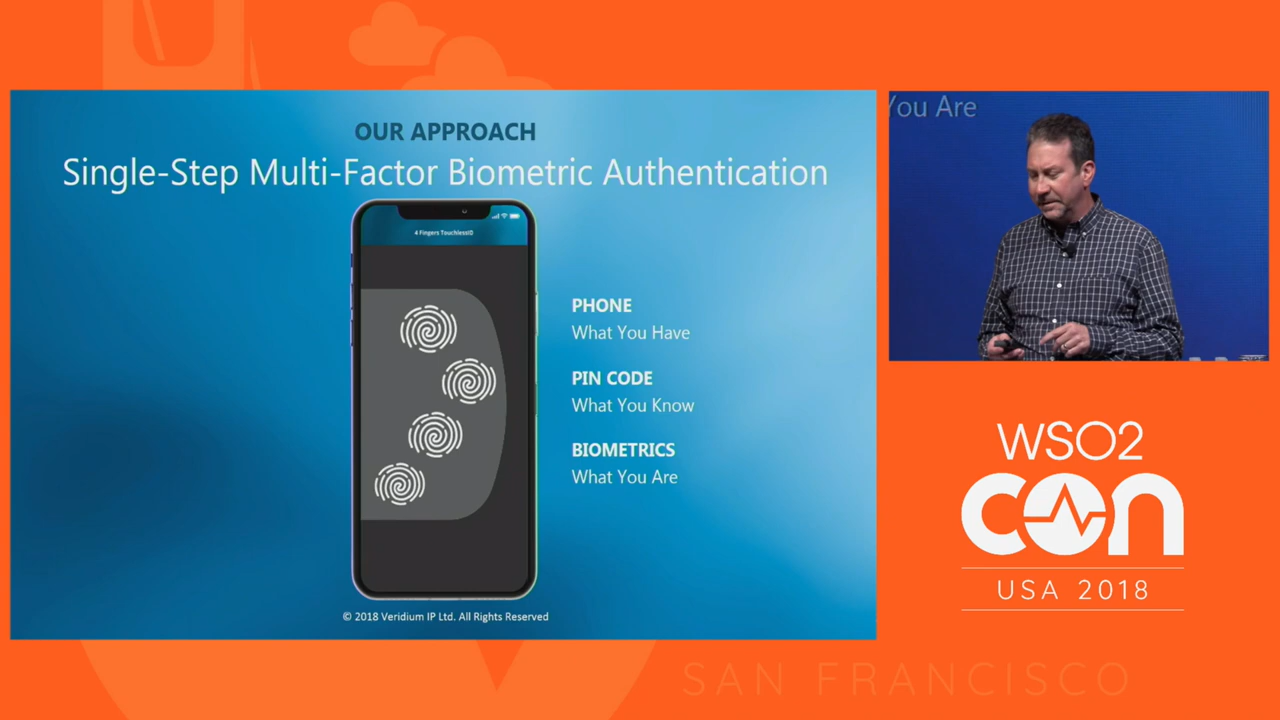 OUR APPROACH
Single-Step Multi-Factor Biometric Authentication
4 Fingers TouchlessID
PHONE
What You Have
PIN CODE
What You Know
BIOMETRICS
What You Are
© 2018 Veridium IP Ltd. All Rights Reserved
You Are
WSO2
con
USA 2018
SAN FRANCISCO